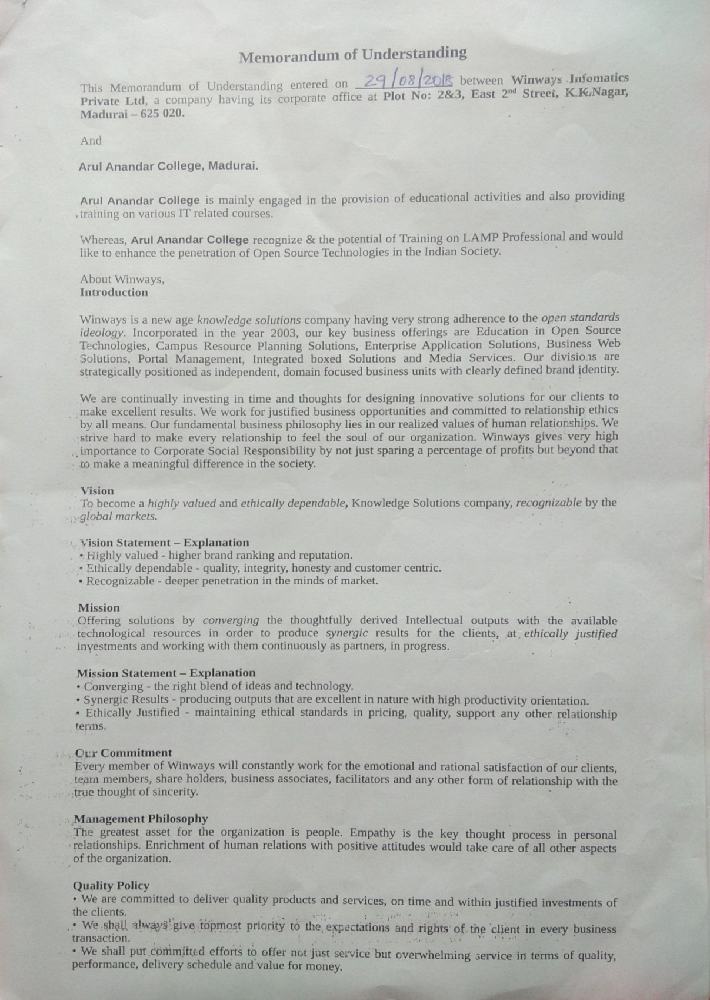 Memorandum of Understanding
This Memorandum of Understanding entered on 29/08/2018 between Winways Infomatics
Private Ltd, a company having its corporate office at Plot No: 2&3, East 2nd Street, K.K.Nagar,
Madurai – 625 020.
And
Arul Anandar College, Madurai.
Arul Anandar College is mainly engaged in the provision of educational activities and also providing
training on various IT related courses.
Whereas, Arul Anandar College recognize & the potential of Training on LAMP Professional and would
like to enhance the penetration of Open Source Technologies in the Indian Society.
About Winways,
Introduction
Winways is a new age knowledge solutions company having very strong adherence to the open standards
ideology. Incorporated in the year 2003, our key business offerings are Education in Open Source
Technologies, Campus Resource Planning Solutions, Enterprise Application Solutions, Business Web
Solutions, Portal Management, Integrated boxed Solutions and Media Services. Our divisions are
strategically positioned as independent, domain focused business units with clearly defined brand identity.
We are continually investing in time and thoughts for designing innovative solutions for our clients to
make excellent results. We work for justified business opportunities and committed to relationship ethics
by all means. Our fundamental business philosophy lies in our realized values of human relationships. We
strive hard to make every relationship to feel the soul of our organization. Winways gives very high
importance to Corporate Social Responsibility by not just sparing a percentage of profits but beyond that
to make a meaningful difference in the society.
Vision
To become a highly valued and ethically dependable, Knowledge Solutions company, recognizable by the
global markets.
Vision Statement – Explanation
• Highly valued - higher brand ranking and reputation.
• Ethically dependable - quality, integrity, honesty and customer centric.
• Recognizable - deeper penetration in the minds of market.
Mission
Offering solutions by converging the thoughtfully derived Intellectual outputs with the available
technological resources in order to produce synergic results for the clients, at ethically justified
investments and working with them continuously as partners, in progress.
Mission Statement – Explanation
• Converging - the right blend of ideas and technology.
• Synergic Results - producing outputs that are excellent in nature with high productivity orientation.
• Ethically Justified - maintaining ethical standards in pricing, quality, support any other relationship
terms.
Our Commitment
Every member of Winways will constantly work for the emotional and rational satisfaction of our clients,
team members, share holders, business associates, facilitators and any other form of relationship with the
true thought of sincerity.
Management Philosophy
The greatest asset for the organization is people. Empathy is the key thought process in personal
relationships. Enrichment of human relations with positive attitudes would take care of all other aspects
of the organization.
Quality Policy
• We are committed to deliver quality products and services, on time and within justified investments of
the clients.
• We shall always give topmost priority to the expectations and rights of the client in every business
transaction.
• We shall put committed efforts to offer not just service but overwhelming service in terms of quality,
performance, delivery schedule and value for money.